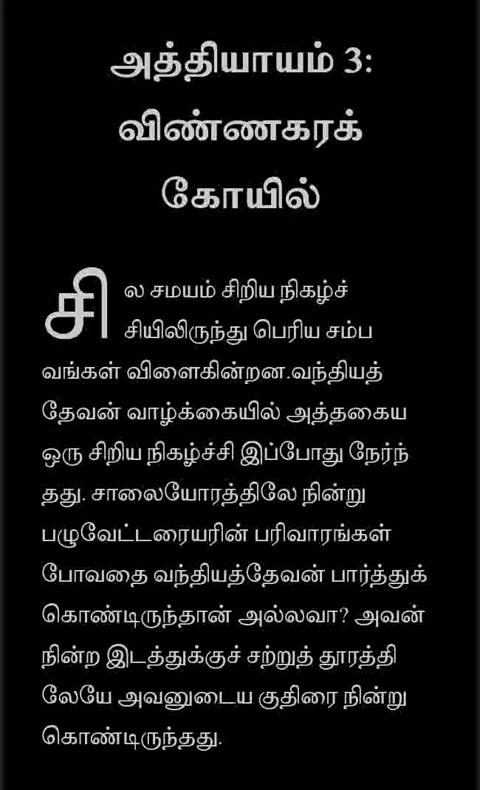 அத்தியாயம் 3:
விண்ணகரக்
கோயில்
சில சமயம் சிறிய நிகழ்ச்
சியிலிருந்து பெரிய சம்ப
வங்கள் விளைகின்றன.வந்தியத்
தேவன் வாழ்க்கையில் அத்தகைய
ஒரு சிறிய நிகழ்ச்சி இப்போது நேர்ந்
தது. சாலையோரத்திலே நின்று
பழுவேட்டரையரின் பரிவாரங்கள்
போவதை வந்தியத்தேவன் பார்த்துக்
கொண்டிருந்தான் அல்லவா? அவன்
நின்ற இடத்துக்குச் சற்றுத் தூரத்தி
லேயே அவனுடைய குதிரை நின்று
கொண்டிருந்தது.